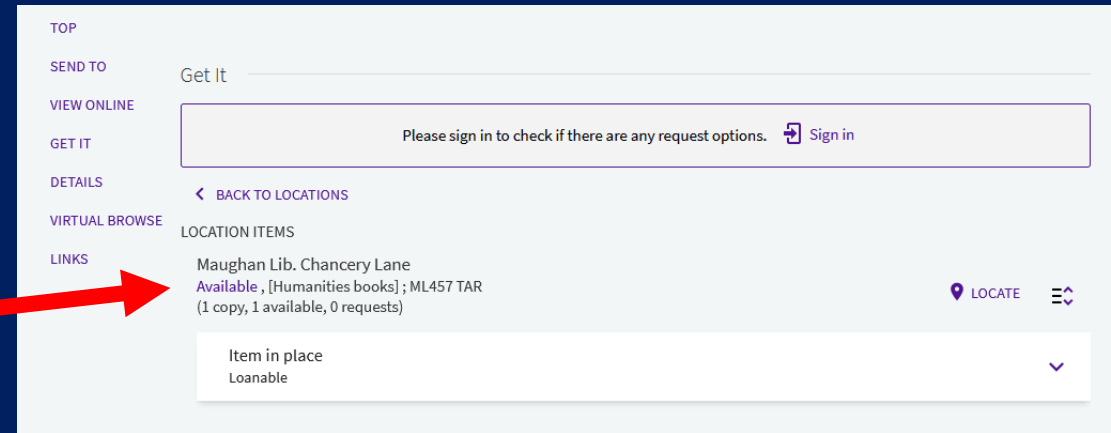 TOP
SEND TO
VIEW ONLINE
GET IT
DETAILS
VIRTUAL BROWSE
LINKS
Get It
Please sign in to check if there are any request options. Sign in
BACK TO LOCATIONS
LOCATION ITEMS
Maughan Lib. Chancery Lane
Available , [Humanities books] ; ML457 TAR
(1 copy, 1 available, 0 requests)
LOCATE
Item in place
Loanable